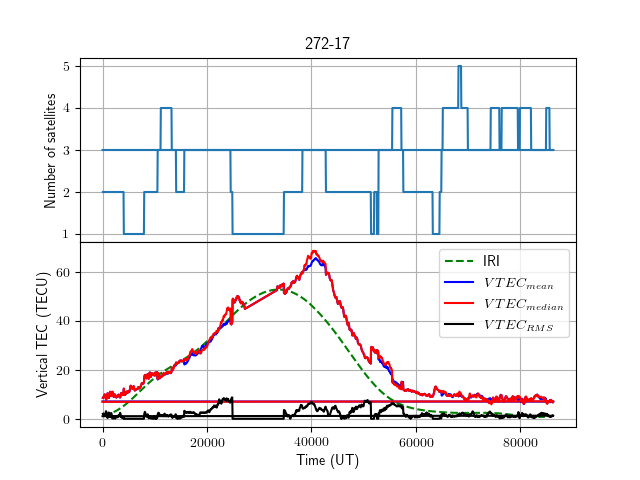 272-17
Number of satellites
5
4
3
2
1
Vertical TEC (TECU)
60
40
20
0
IRI
VTEC_mean
VTEC_median
VTEC_RMS
0 20000 40000 60000 80000
Time (UT)